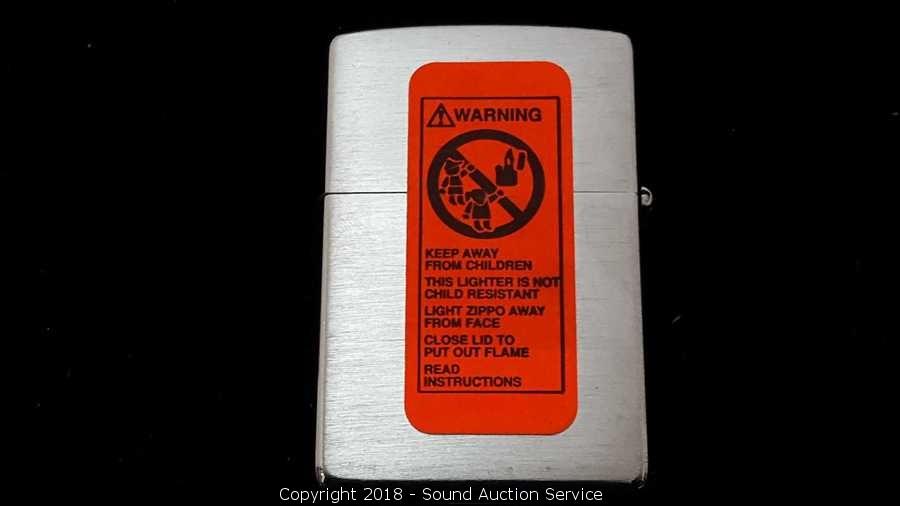 WARNING
KEEP AWAY
FROM CHILDREN
THIS LIGHTER IS NOT
CHILD RESISTANT
LIGHT ZIPPO AWAY
FROM FACE
CLOSE LID TO
PUT OUT FLAME
READ
INSTRUCTIONS
Copyright 2018 - Sound Auction Service